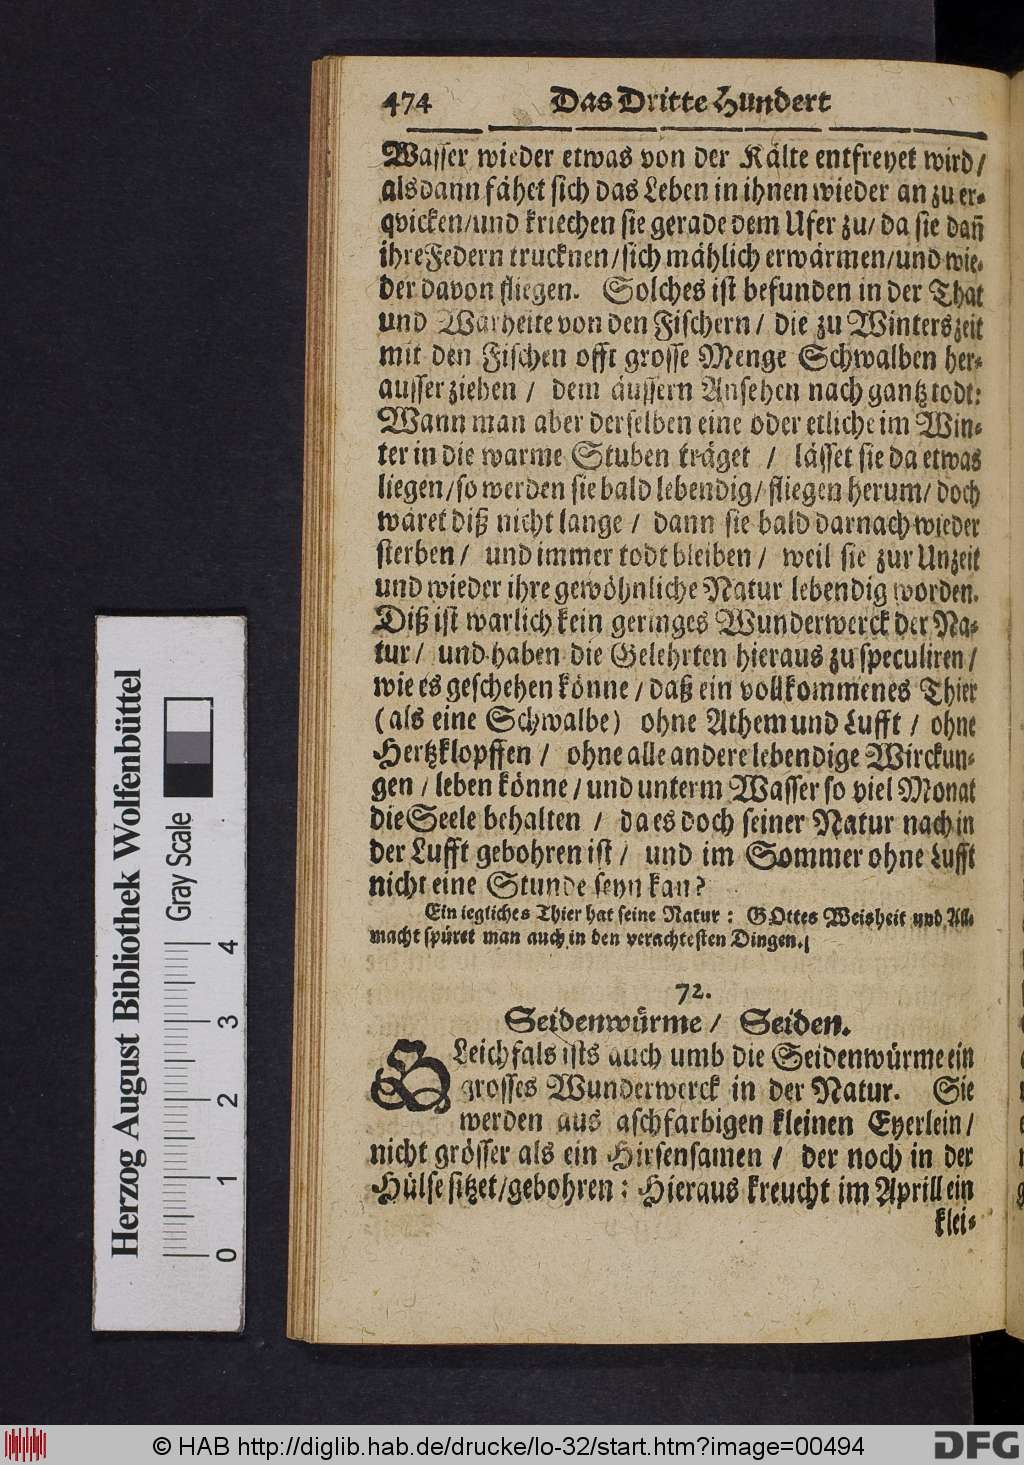 474 Das Dritte Hundert
Wasser wieder etwas von der Kälte entfreyet wird/
alsdann fähet sich das Leben in ihnen wieder an zu er-
qvicken/und kriechen sie gerade dem Ufer zu/ da sie dañ
ihre Federn trucknen/sich mählich erwärmen/und wie-
der davon fliegen. Solches ist befunden in der That
und Warheite von den Fischern/ die zu Winterszeit
mit den Fischen offt grosse Menge Schwalben her-
ausser ziehen / dem äussern Ansehen nach gantz todt:
Wann man aber derselben eine oder etliche im Win-
ter in die warme Stuben träget / lässet sie da etwas
liegen/so werden sie bald lebendig/ fliegen herum/ doch
wäret diß nicht lange / dann sie bald darnach wieder
sterben/ und immer todt bleiben/ weil sie zur Unzeit
und wieder ihre gewöhnliche Natur lebendig worden.
Diß ist warlich kein geringes Wunderwerck der Na-
tur/ und haben die Gelehrten hieraus zu speculiren/
wie es geschehen könne/ daß ein vollkommenes Thier
(als eine Schwalbe) ohne Athem und Lufft / ohne
Hertzklopffen / ohne alle andere lebendige Wirckun-
gen / leben könne/und unterm Wasser so viel Monat
die Seele behalten / da es doch seiner Natur nach in
der Lufft gebohren ist/ und im Sommer ohne Lufft
nicht eine Stunde seyn kan?
Ein iegliches Thier hat seine Natur: GOttes Weisheit und All-
macht spüret man auch in den verachtesten Dingen.
72.
Seidenwürme/ Seiden.
GLeichfals ists auch umb die Seidenwürme ein
grosses Wunderwerck in der Natur. Sie
werden aus aschfarbigen kleinen Eyerlein/
nicht grösser als ein Hirsensamen / der noch in der
Hülse sitzet/gebohren: Hieraus kreucht im Aprill ein
klei-
Herzog August Bibliothek Wolfenbüttel
Gray Scale
0 1 2 3 4
© HAB http://diglib.hab.de/drucke/lo-32/start.htm?image=00494
DFG